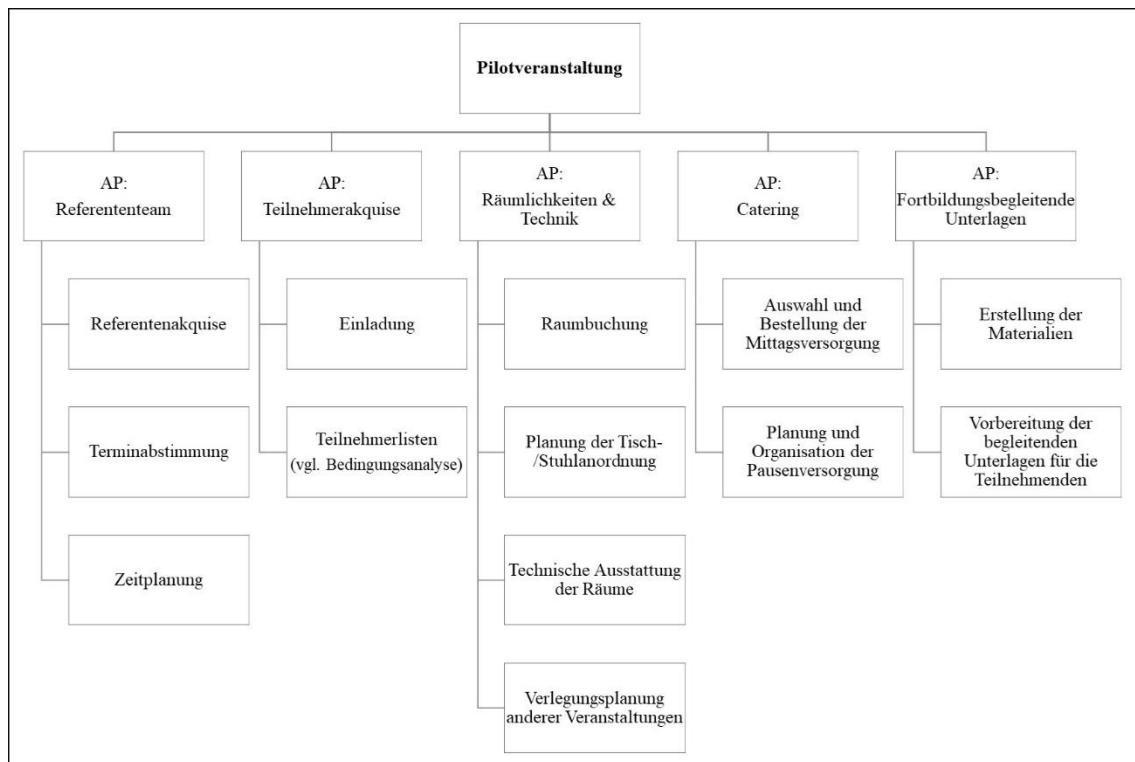 Pilotveranstaltung
AP:
Referententeam
AP:
Teilnehmerakquise
AP:
Räumlichkeiten &
Technik
AP:
Catering
AP:
Fortbildungsbegleitende
Unterlagen
Referentenakquise
Einladung
Raumbuchung
Auswahl und
Bestellung der
Mittagsversorgung
Erstellung der
Materialien
Terminabstimmung
Teilnehmerlisten
(vgl. Bedingungsanalyse)
Planung der Tisch-
/Stuhlanordnung
Planung und
Organisation der
Pausenversorgung
Vorbereitung der
begleitenden
Unterlagen für die
Teilnehmenden
Zeitplanung
Technische Ausstattung
der Räume
Verlegungsplanung
anderer Veranstaltungen